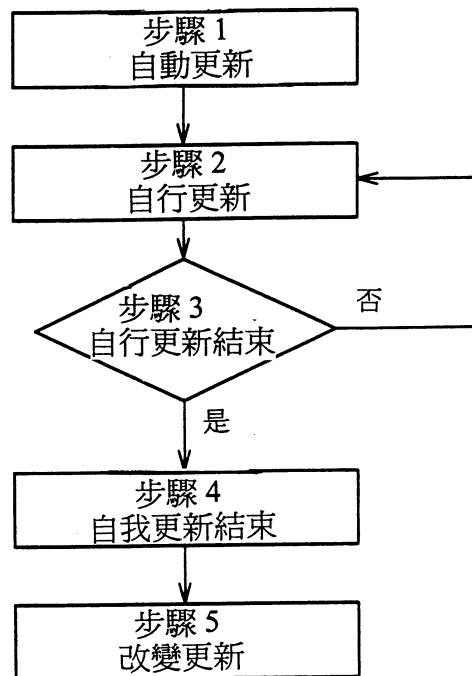 步驟 1
自動更新
步驟 2
自行更新
步驟 3
自行更新結束
否
是
步驟 4
自我更新結束
步驟 5
改變更新